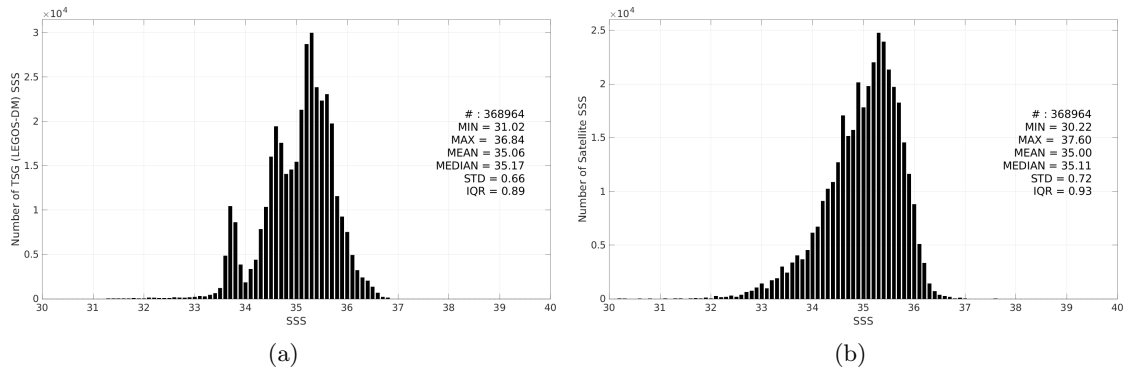 ×10⁴
3
2.5
2
1.5
1
0.5
0
30 31 32 33 34 35 36 37 38 39 40
SSS
Number of TSG (LEGOS-DM) SSS
# : 368964
MIN = 31.02
MAX = 36.84
MEAN = 35.06
MEDIAN = 35.17
STD = 0.66
IQR = 0.89
(a)
×10⁴
2.5
2
1.5
1
0.5
0
30 31 32 33 34 35 36 37 38 39 40
SSS
Number of Satellite SSS
# : 368964
MIN = 30.22
MAX = 37.60
MEAN = 35.00
MEDIAN = 35.11
STD = 0.72
IQR = 0.93
(b)